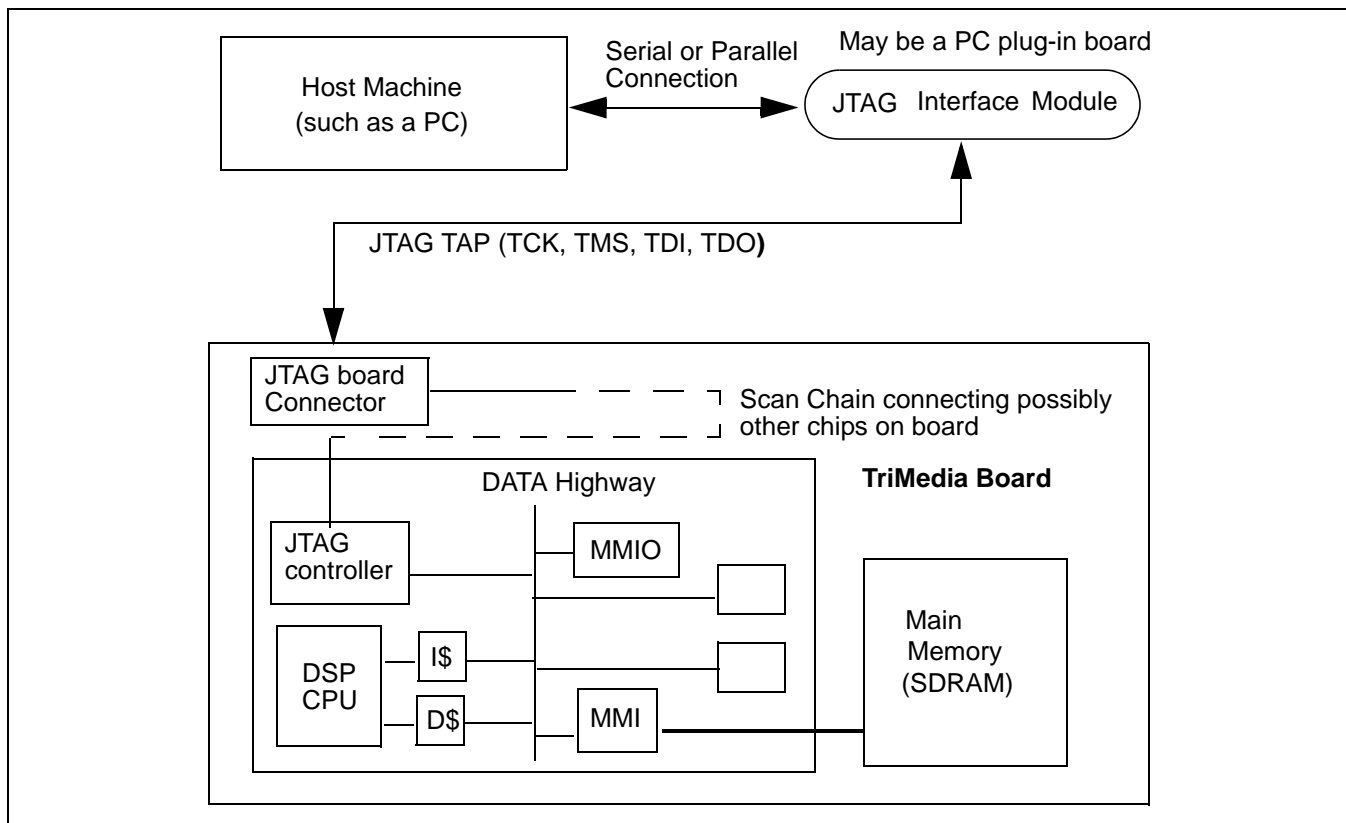 May be a PC plug-in board
Serial or Parallel
Connection
Host Machine
(such as a PC)
JTAG Interface Module
JTAG TAP (TCK, TMS, TDI, TDO)
JTAG board
Connector
Scan Chain connecting possibly
other chips on board
TriMedia Board
DATA Highway
JTAG
controller
MMIO
DSP
CPU
I$
D$
MMI
Main
Memory
(SDRAM)